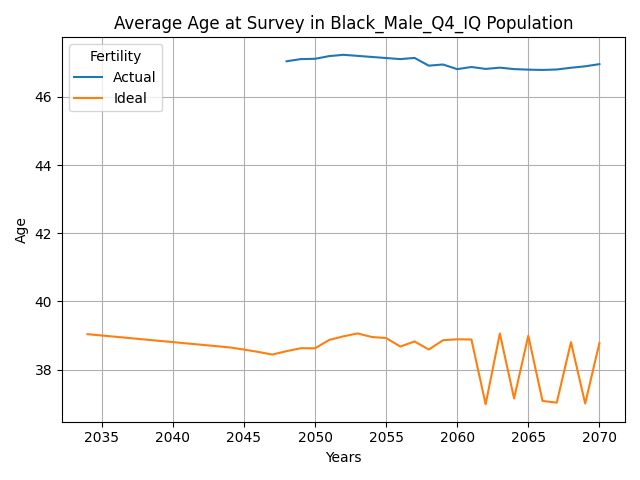 Average Age at Survey in Black_Male_Q4_IQ Population
Fertility
Actual
Ideal
Age
46
44
42
40
38
2035 2040 2045 2050 2055 2060 2065 2070
Years